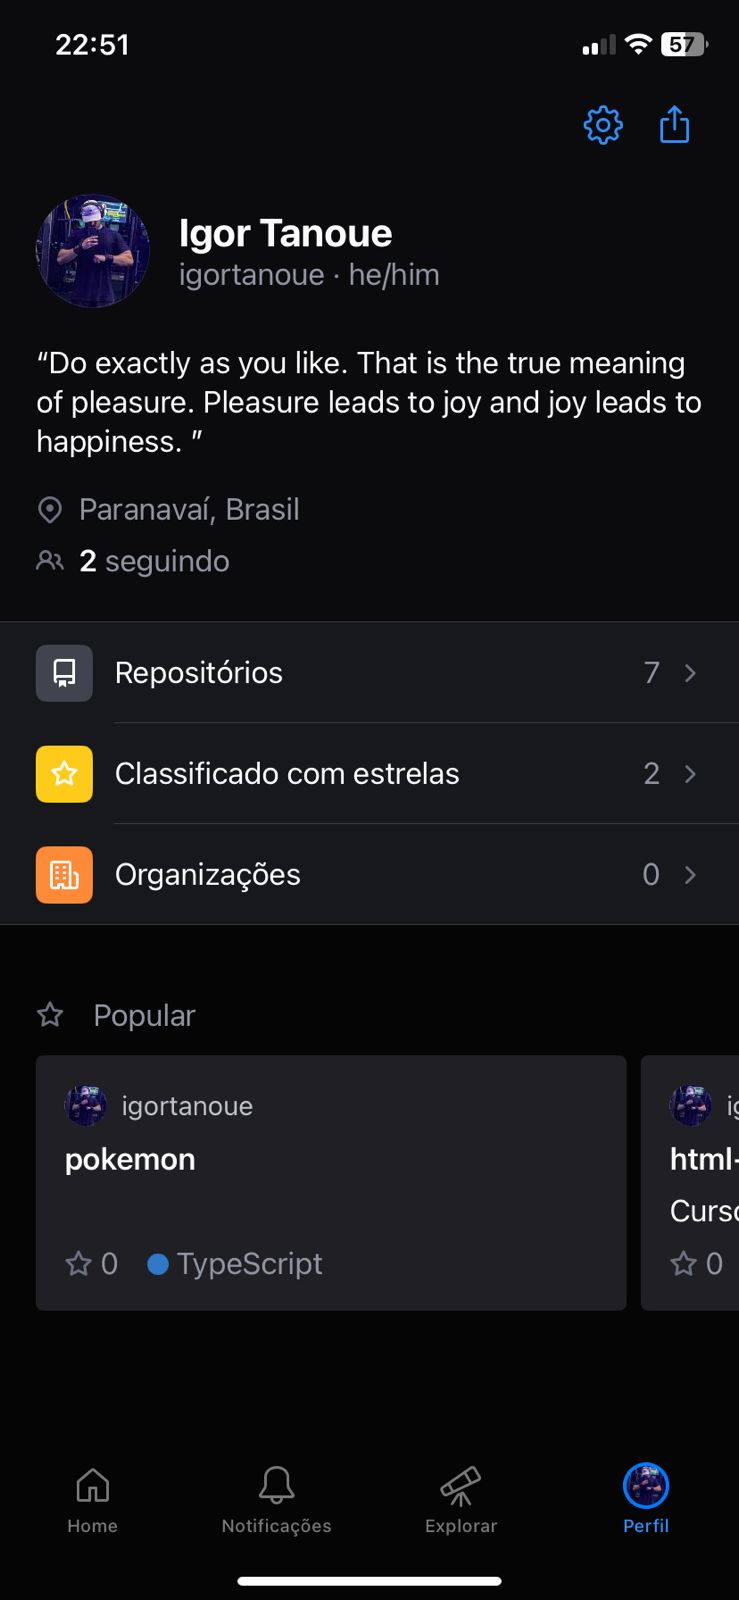 22:51
57
Igor Tanoue
igortanoue · he/him
“Do exactly as you like. That is the true meaning
of pleasure. Pleasure leads to joy and joy leads to
happiness. ”
Paranavaí, Brasil
2 seguindo
Repositórios 7
Classificado com estrelas 2
Organizações 0
Popular
igortanoue
pokemon
0 TypeScript
ig
html-
Curso
0
Home
Notificações
Explorar
Perfil